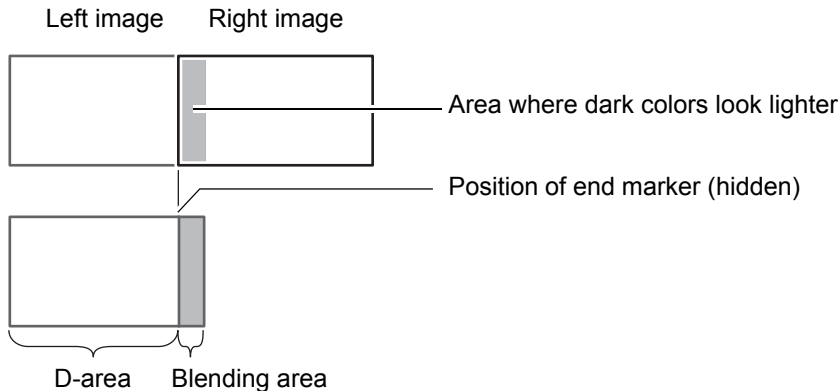 Left image
Right image
Area where dark colors look lighter
Position of end marker (hidden)
D-area
Blending area